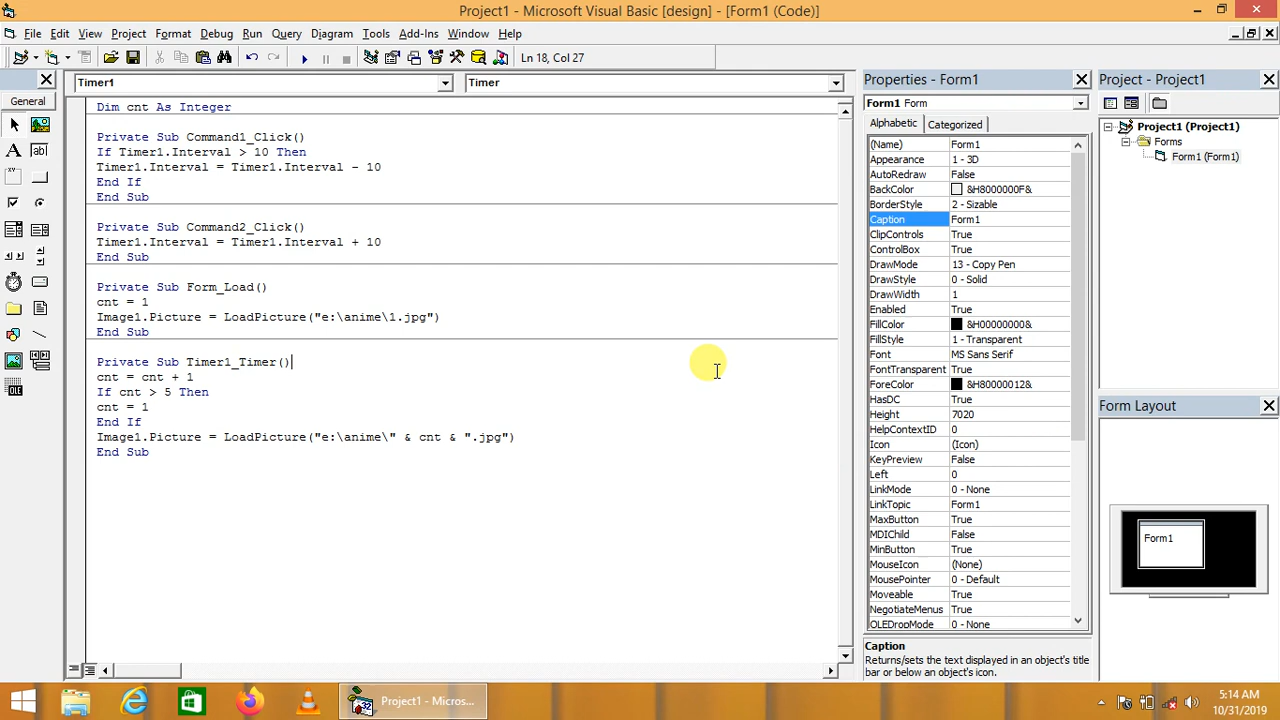 Project1 - Microsoft Visual Basic [design] - [Form1 (Code)]
File Edit View Project Format Debug Run Query Diagram Tools Add-Ins Window Help
Ln 18, Col 27
General
Timer1
Timer
Dim cnt As Integer
Private Sub Command1_Click()
If Timer1.Interval > 10 Then
Timer1.Interval = Timer1.Interval - 10
End If
End Sub
Private Sub Command2_Click()
Timer1.Interval = Timer1.Interval + 10
End Sub
Private Sub Form_Load()
cnt = 1
Image1.Picture = LoadPicture("e:\anime\1.jpg")
End Sub
Private Sub Timer1_Timer()
cnt = cnt + 1
If cnt > 5 Then
cnt = 1
End If
Image1.Picture = LoadPicture("e:\anime\" & cnt & ".jpg")
End Sub
Properties - Form1
Form1 Form
Alphabetic Categorized
(Name) Form1
Appearance 1 - 3D
AutoRedraw False
BackColor &H8000000F&
BorderStyle 2 - Sizable
Caption Form1
ClipControls True
ControlBox True
DrawMode 13 - Copy Pen
DrawStyle 0 - Solid
DrawWidth 1
Enabled True
FillColor &H00000000&
FillStyle 1 - Transparent
Font MS Sans Serif
FontTransparent True
ForeColor &H80000012&
HasDC True
Height 7020
HelpContextID 0
Icon (Icon)
KeyPreview False
Left 0
LinkMode 0 - None
LinkTopic Form1
MaxButton True
MDIChild False
MinButton True
MouseIcon (None)
MousePointer 0 - Default
Moveable True
NegotiateMenus True
OLEDropMode 0 - None
Caption
Returns/sets the text displayed in an object's title
bar or below an object's icon.
Project - Project1
Project1 (Project1)
Forms
Form1 (Form1)
Form Layout
Form1
Project1 - Micros...
5:14 AM
10/31/2019